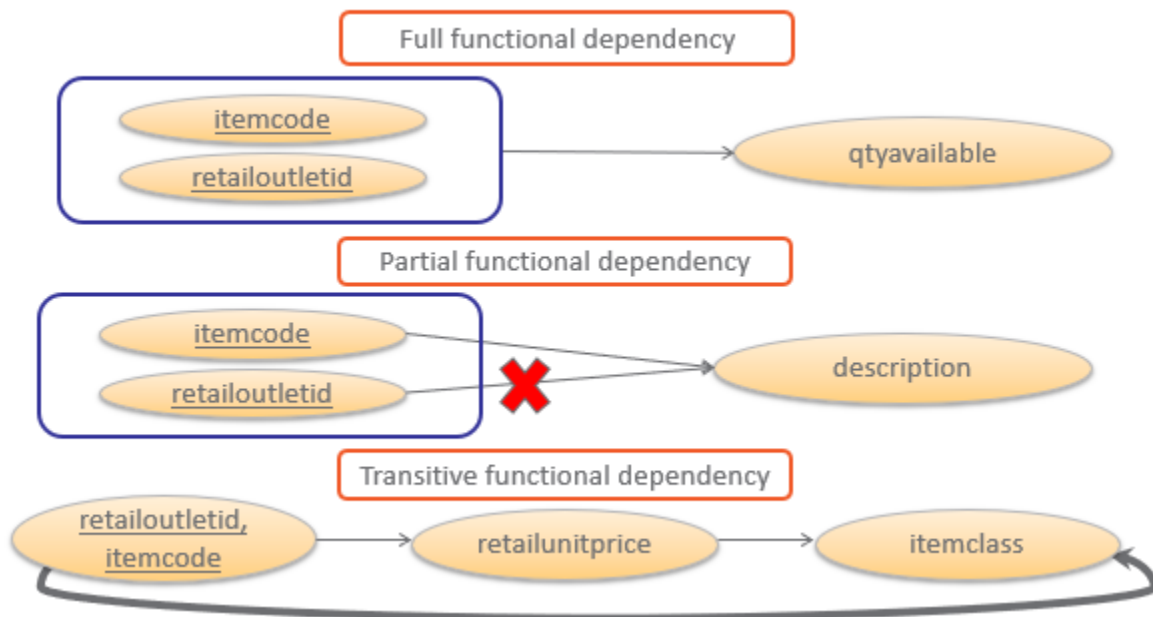 Full functional dependency
itemcode
retailoutletid
qtyavailable
Partial functional dependency
itemcode
retailoutletid
description
Transitive functional dependency
retailoutletid,
itemcode
retailunitprice
itemclass